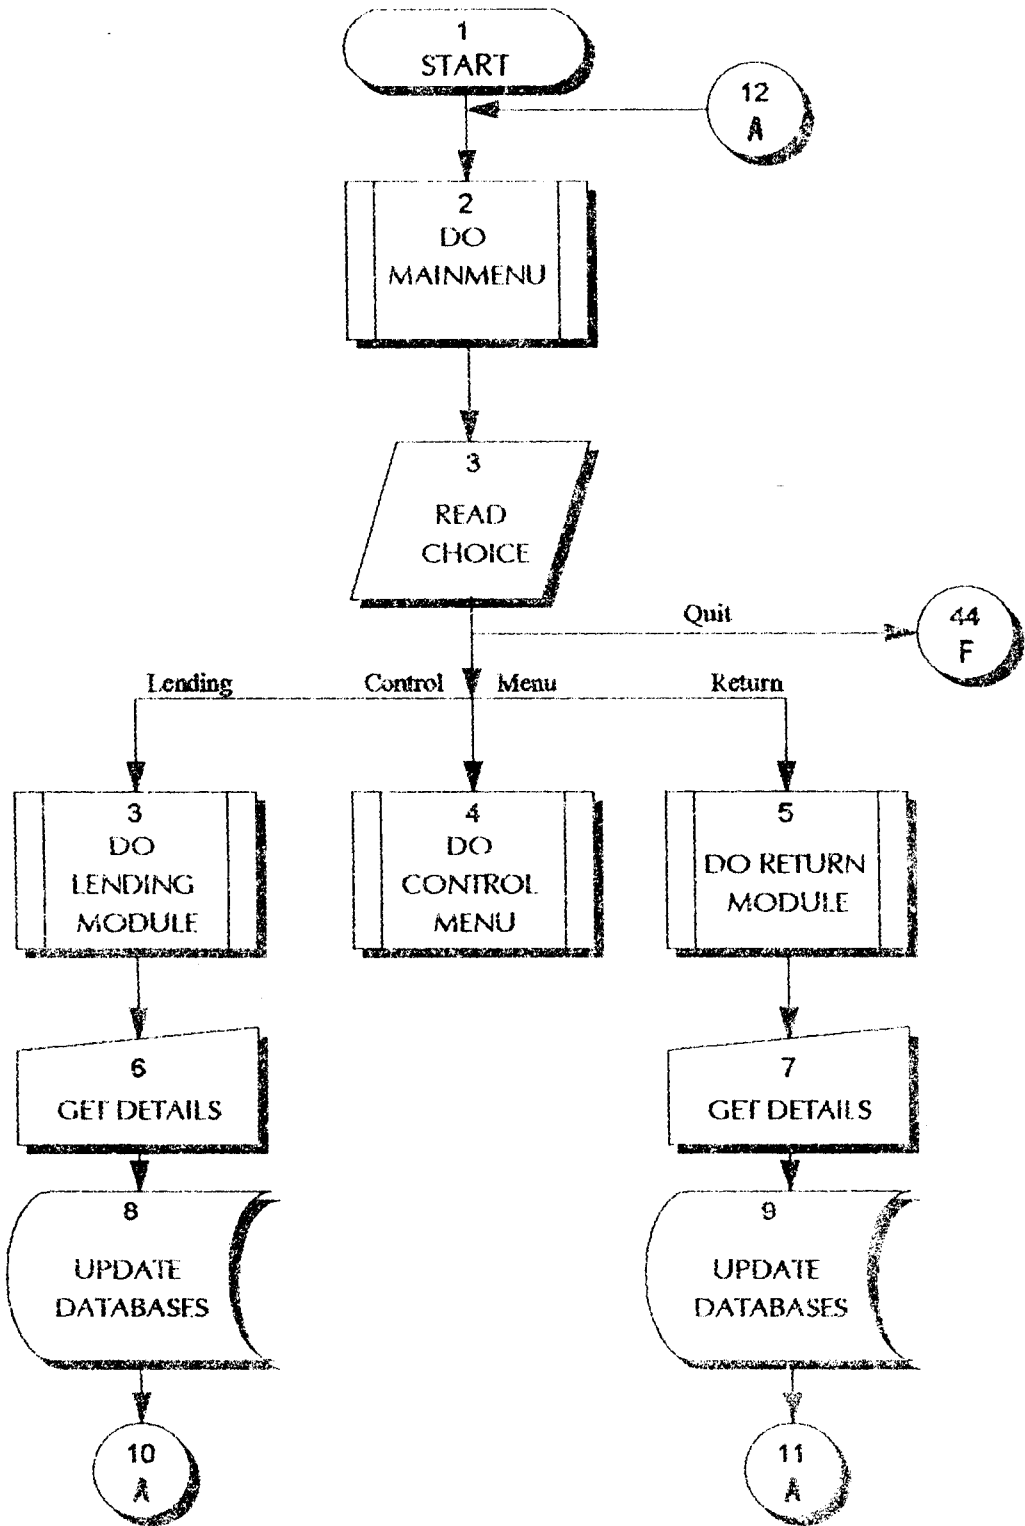 1
START
12
A
2
DO
MAINMENU
3
READ
CHOICE
Quit
44
F
Lending
Control Menu
Return
3
DO
LENDING
MODULE
4
DO
CONTROL
MENU
5
DO RETURN
MODULE
6
GET DETAILS
7
GET DETAILS
8
UPDATE
DATABASES
9
UPDATE
DATABASES
10
A
11
A